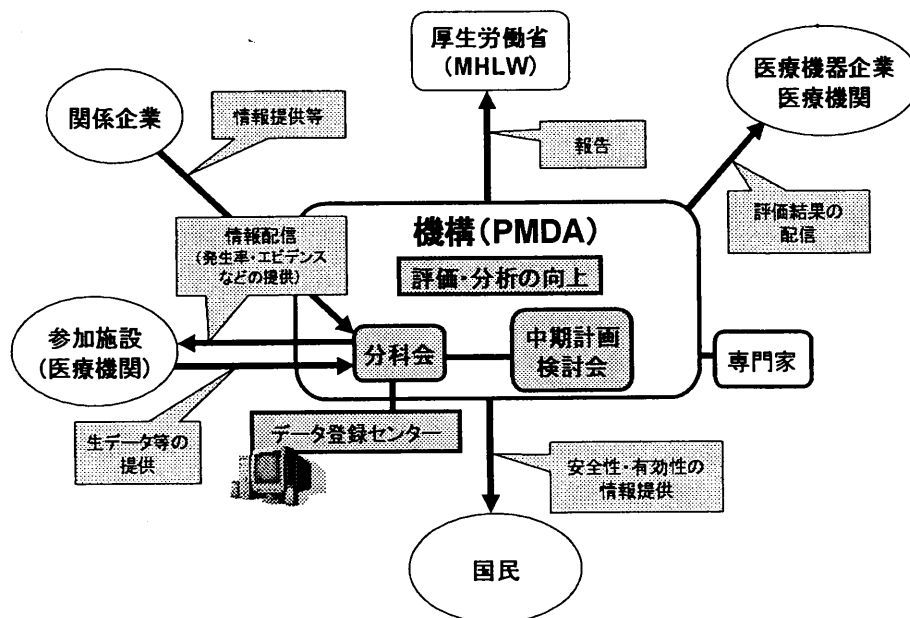 厚生労働省
(MHLW)
医療機器企業
医療機関
関係企業
情報提供等
報告
評価結果の
配信
機構(PMDA)
情報配信
(発生率・エビデンス
などの提供)
評価・分析の向上
参加施設
(医療機関)
分科会
中期計画
検討会
専門家
生データ等の
提供
データ登録センター
安全性・有効性の
情報提供
国民